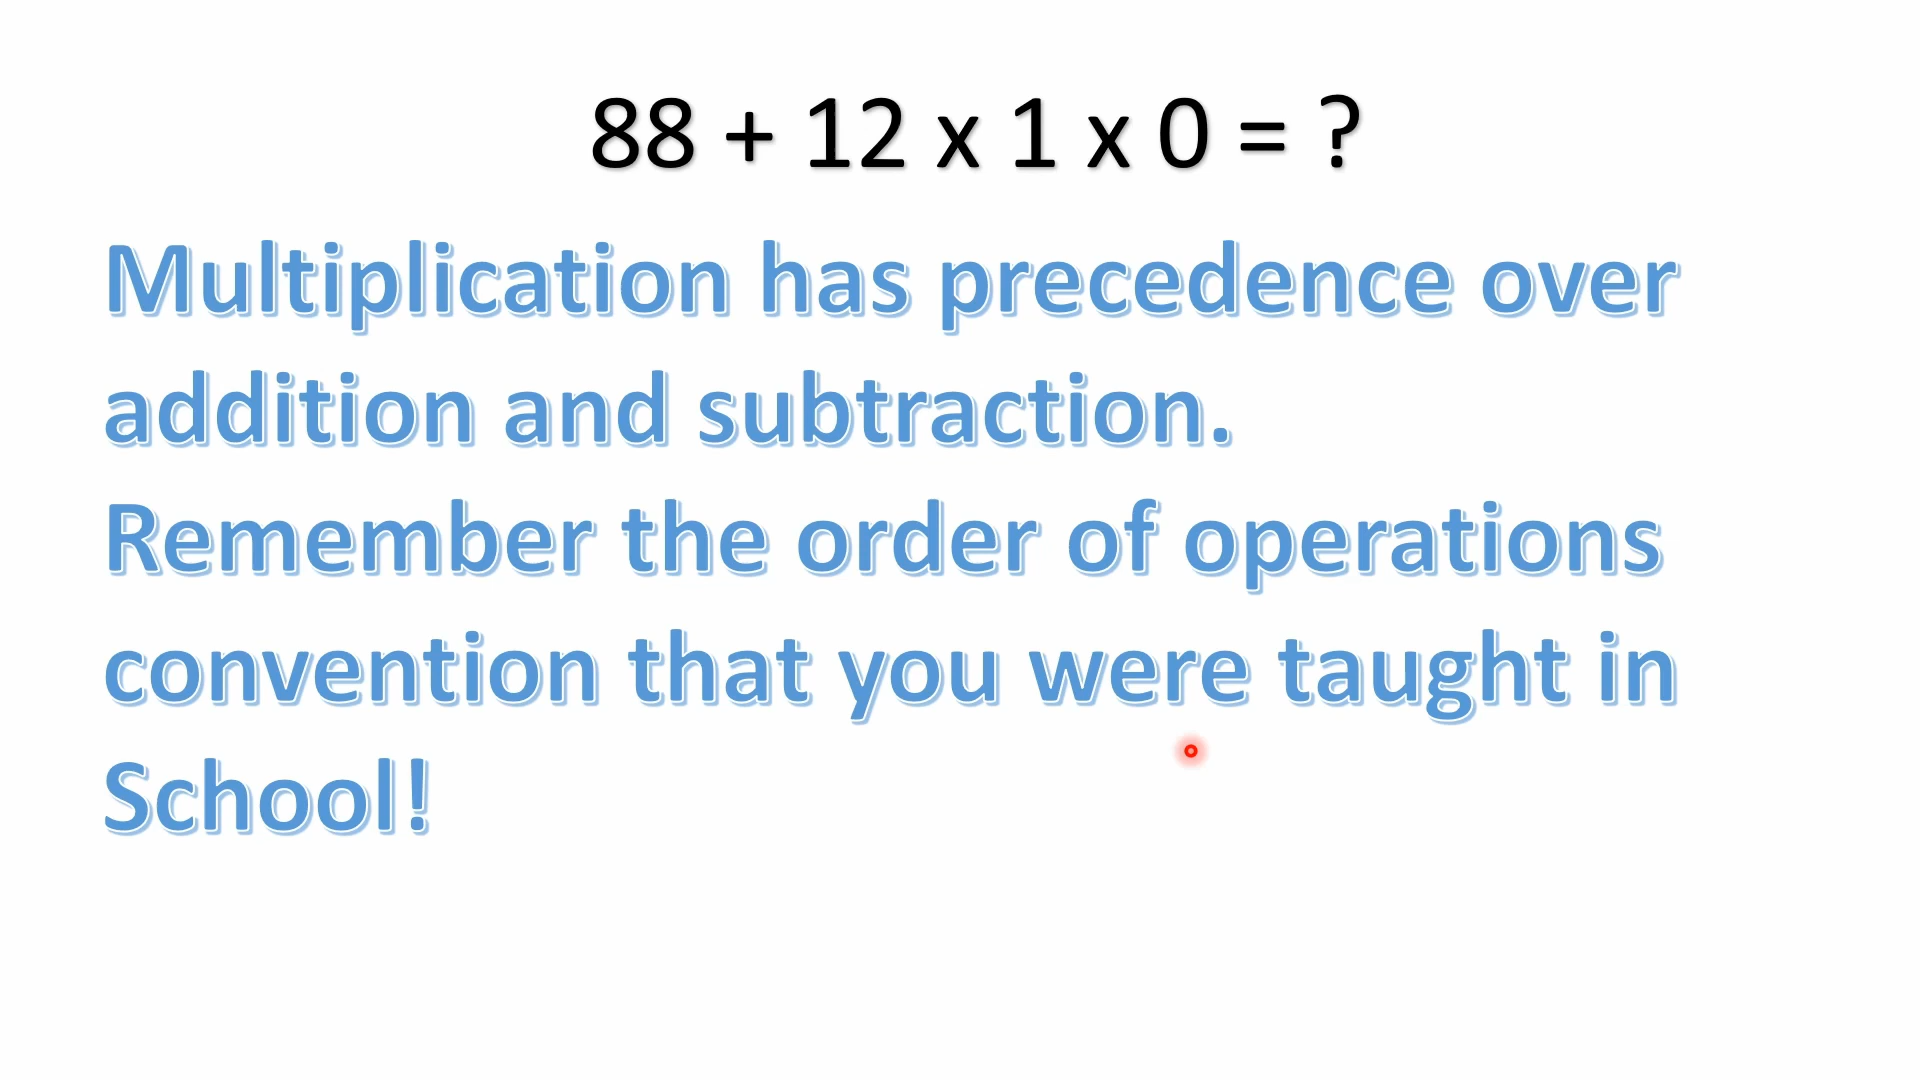 88 + 12 x 1 x 0 = ?
Multiplication has precedence over
addition and subtraction.
Remember the order of operations
convention that you were taught in
School!